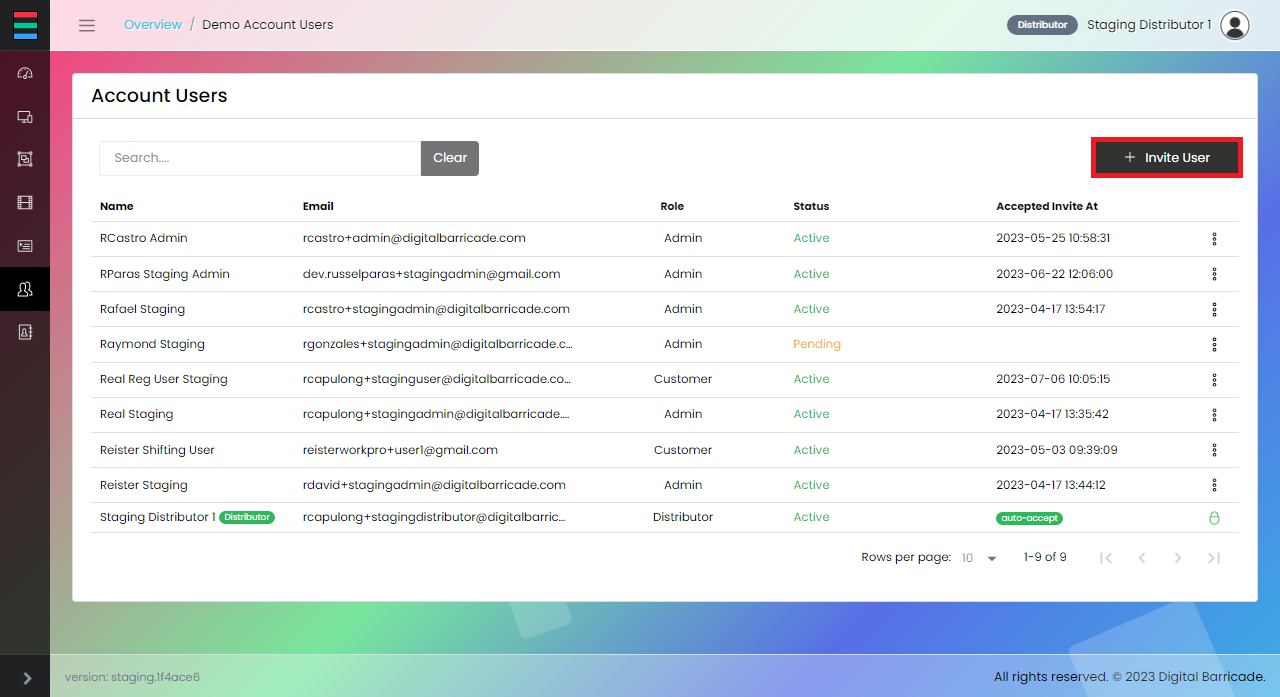 Overview / Demo Account Users Distributor Staging Distributor 1
Account Users
Search.... Clear + Invite User
Name Email Role Status Accepted Invite At
RCastro Admin rcastro+admin@digitalbarricade.com Admin Active 2023-05-25 10:58:31
RParas Staging Admin dev.russelparas+stagingadmin@gmail.com Admin Active 2023-06-22 12:06:00
Rafael Staging rcastro+stagingadmin@digitalbarricade.com Admin Active 2023-04-17 13:54:17
Raymond Staging rgonzales+stagingadmin@digitalbarricade.c... Admin Pending
Real Reg User Staging rcapulong+staginguser@digitalbarricade.co... Customer Active 2023-07-06 10:05:15
Real Staging rcapulong+stagingadmin@digitalbarricade.... Admin Active 2023-04-17 13:35:42
Reister Shifting User reisterworkpro+user1@gmail.com Customer Active 2023-05-03 09:39:09
Reister Staging rdavid+stagingadmin@digitalbarricade.com Admin Active 2023-04-17 13:44:12
Staging Distributor 1 Distributor rcapulong+stagingdistributor@digitalbarric... Distributor Active auto-accept
Rows per page: 10 1-9 of 9
version: staging.1f4ace6 All rights reserved. © 2023 Digital Barricade.